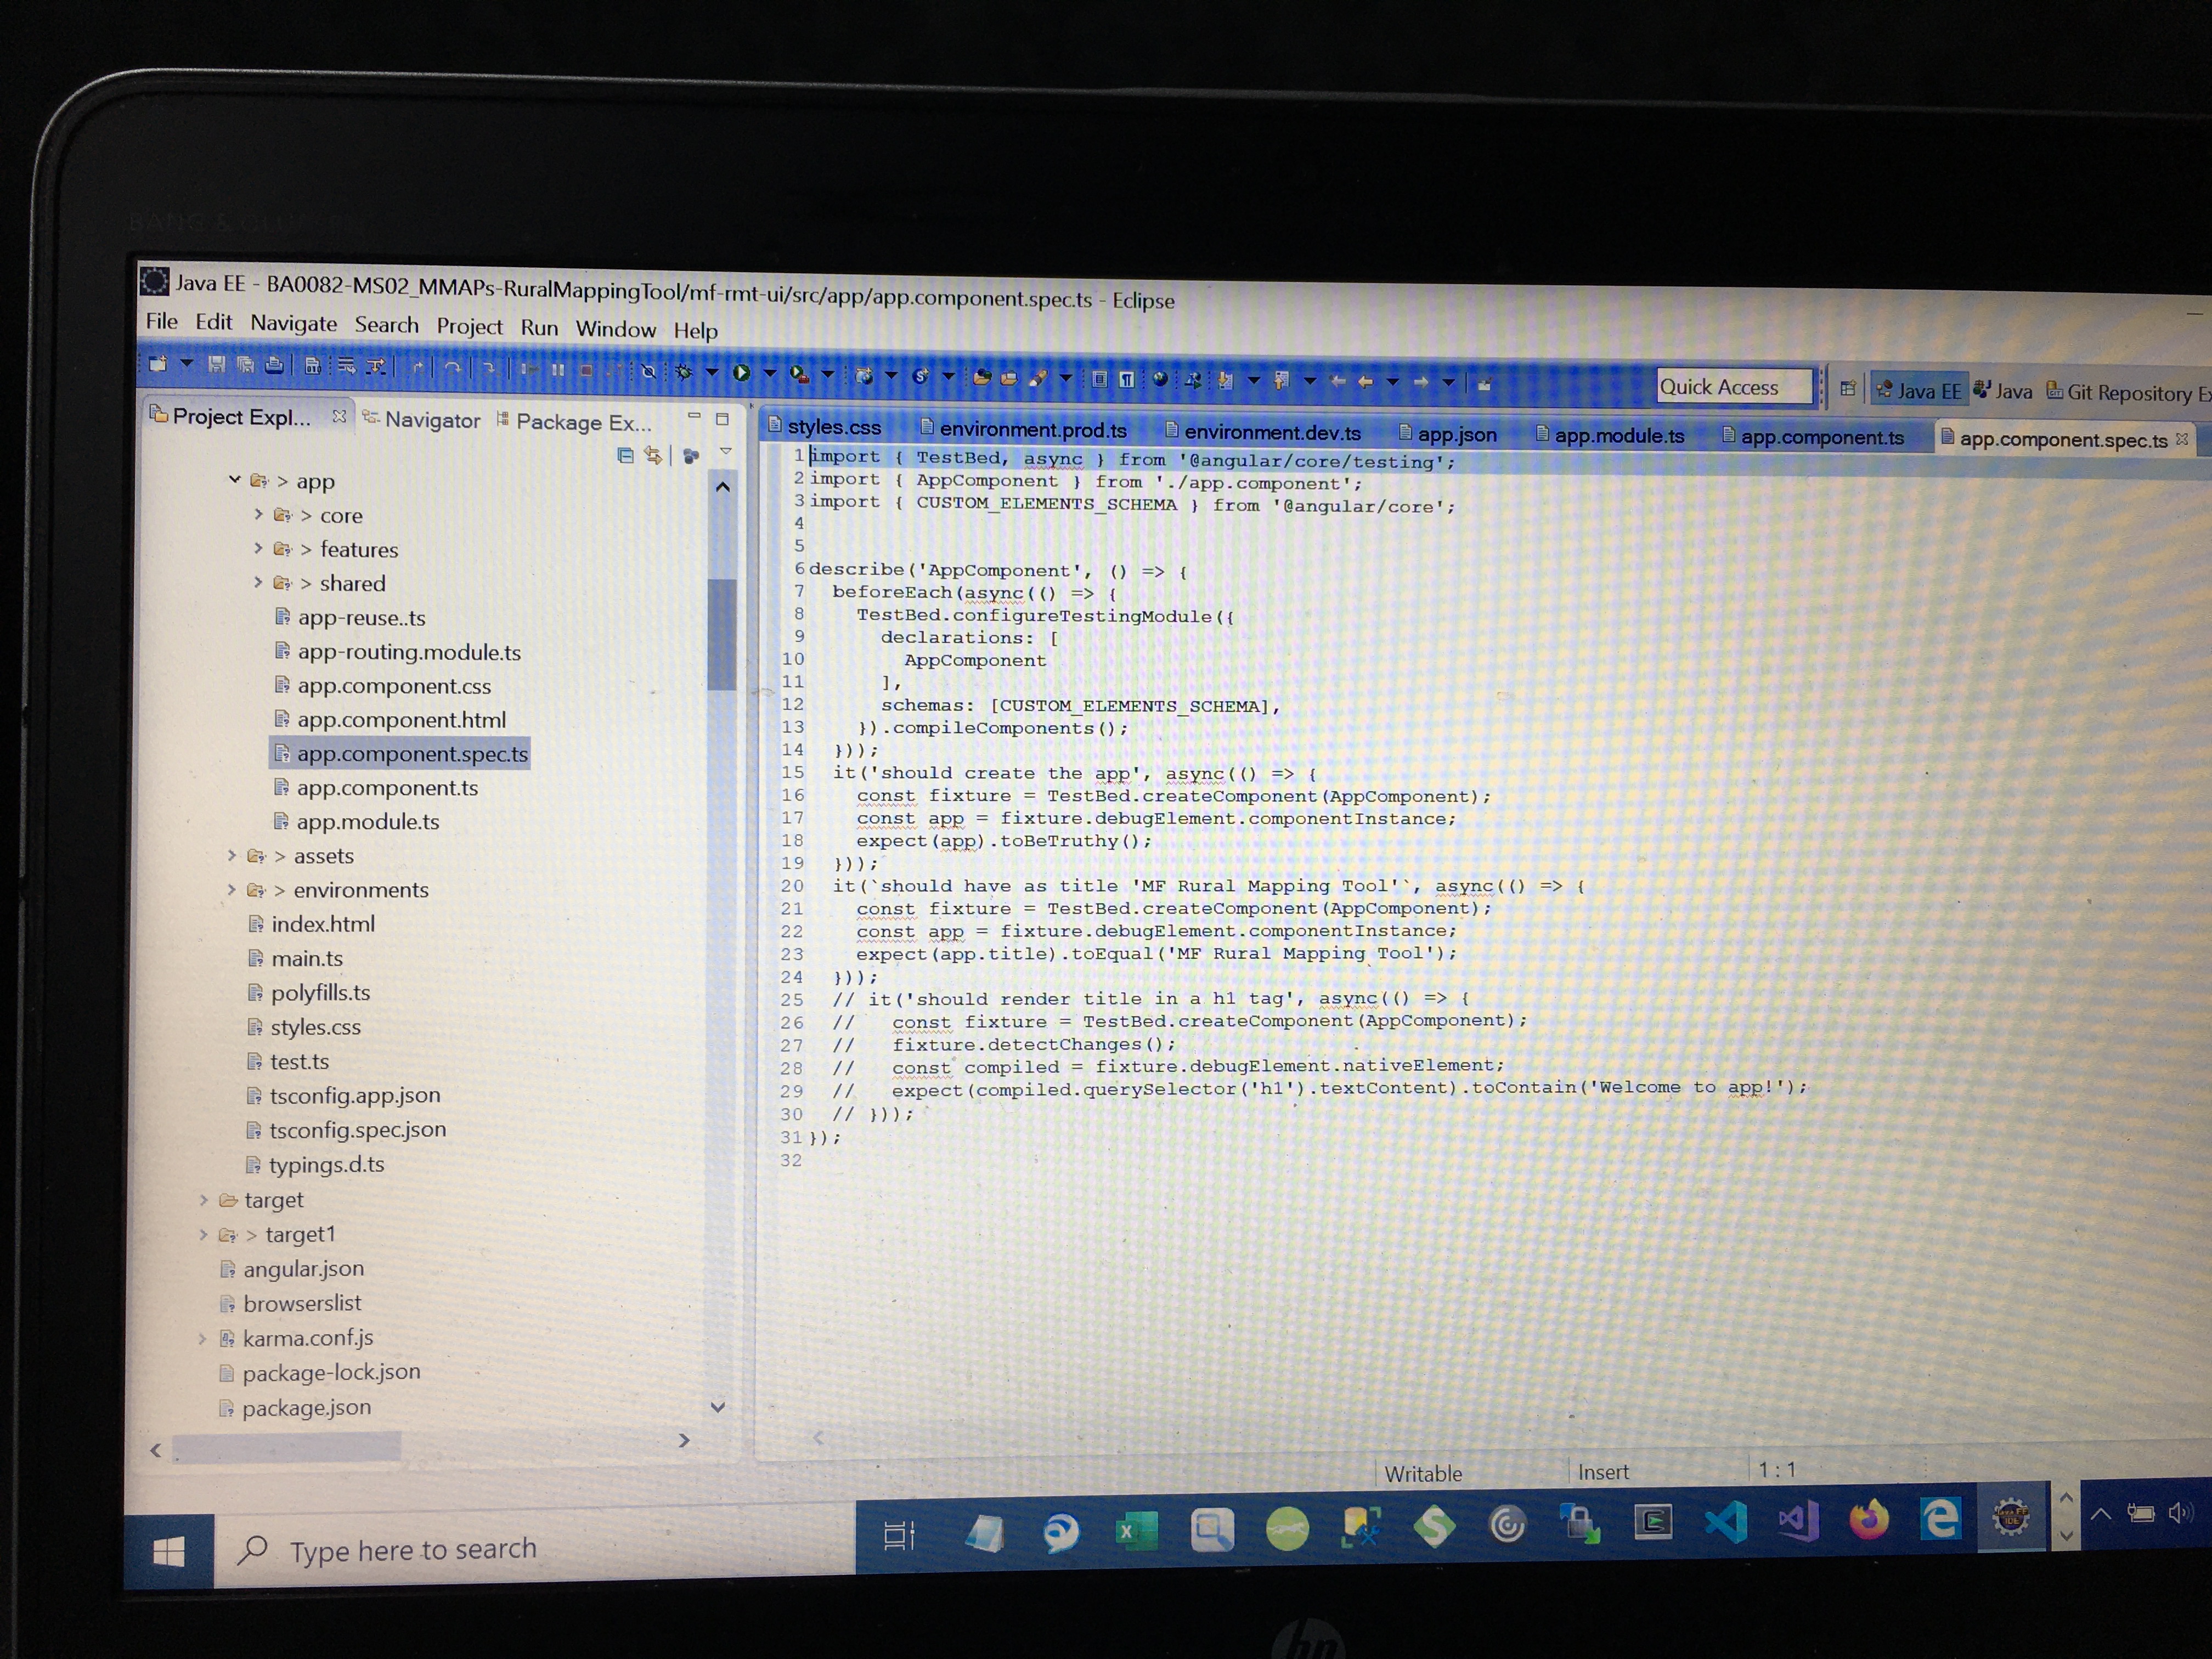 BANG & OLUF
Java EE - BA0082-MS02_MMAPs-RuralMappingTool/mf-rmt-ui/src/app/app.component.spec.ts - Eclipse
File Edit Navigate Search Project Run Window Help
Quick Access
Java EE
Java
Git Repository Ex
Project Expl...
Navigator
Package Ex...
> app
> core
> features
> shared
app-reuse..ts
app-routing.module.ts
app.component.css
app.component.html
app.component.spec.ts
app.component.ts
app.module.ts
> assets
> environments
index.html
main.ts
polyfills.ts
styles.css
test.ts
tsconfig.app.json
tsconfig.spec.json
typings.d.ts
target
> target1
angular.json
browserslist
karma.conf.js
package-lock.json
package.json
styles.css
environment.prod.ts
environment.dev.ts
app.json
app.module.ts
app.component.ts
app.component.spec.ts
1 import { TestBed, async } from '@angular/core/testing';
2 import { AppComponent } from './app.component';
3 import { CUSTOM_ELEMENTS_SCHEMA } from '@angular/core';
4
5
6 describe('AppComponent', () => {
7   beforeEach(async(() => {
8     TestBed.configureTestingModule({
9       declarations: [
10         AppComponent
11       ],
12       schemas: [CUSTOM_ELEMENTS_SCHEMA],
13     }).compileComponents();
14   }));
15   it('should create the app', async(() => {
16     const fixture = TestBed.createComponent(AppComponent);
17     const app = fixture.debugElement.componentInstance;
18     expect(app).toBeTruthy();
19   }));
20   it(`should have as title 'MF Rural Mapping Tool'`, async(() => {
21     const fixture = TestBed.createComponent(AppComponent);
22     const app = fixture.debugElement.componentInstance;
23     expect(app.title).toEqual('MF Rural Mapping Tool');
24   }));
25   // it('should render title in a h1 tag', async(() => {
26   //   const fixture = TestBed.createComponent(AppComponent);
27   //   fixture.detectChanges();
28   //   const compiled = fixture.debugElement.nativeElement;
29   //   expect(compiled.querySelector('h1').textContent).toContain('Welcome to app!');
30   // }));
31 });
32
Writable
Insert
1 : 1
Type here to search
hp